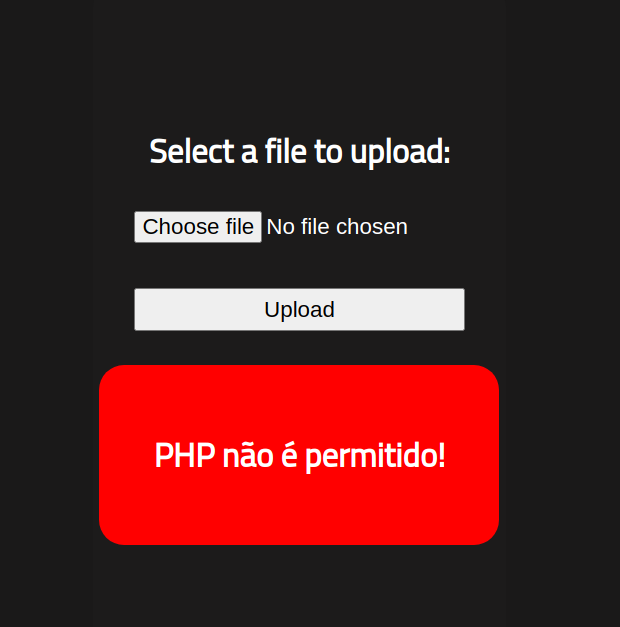 Select a file to upload:
Choose file No file chosen
Upload
PHP não é permitido!